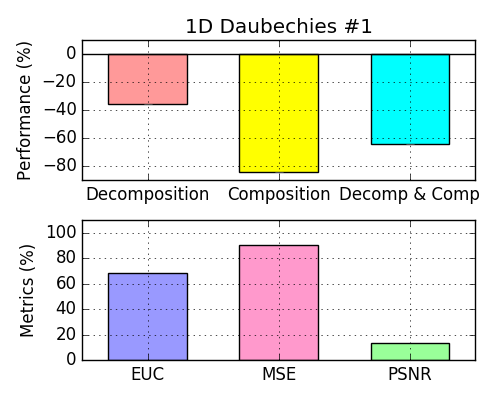 1D Daubechies #1
Performance (%)
0
−20
−40
−60
−80
Decomposition Composition Decomp & Comp
Metrics (%)
100
80
60
40
20
0
EUC MSE PSNR